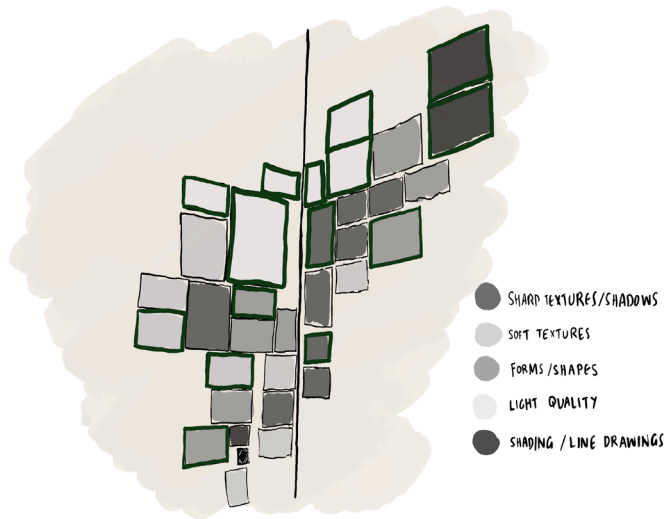 SHARP TEXTURES/SHADOWS
SOFT TEXTURES
FORMS/SHAPES
LIGHT QUALITY
SHADING / LINE DRAWINGS